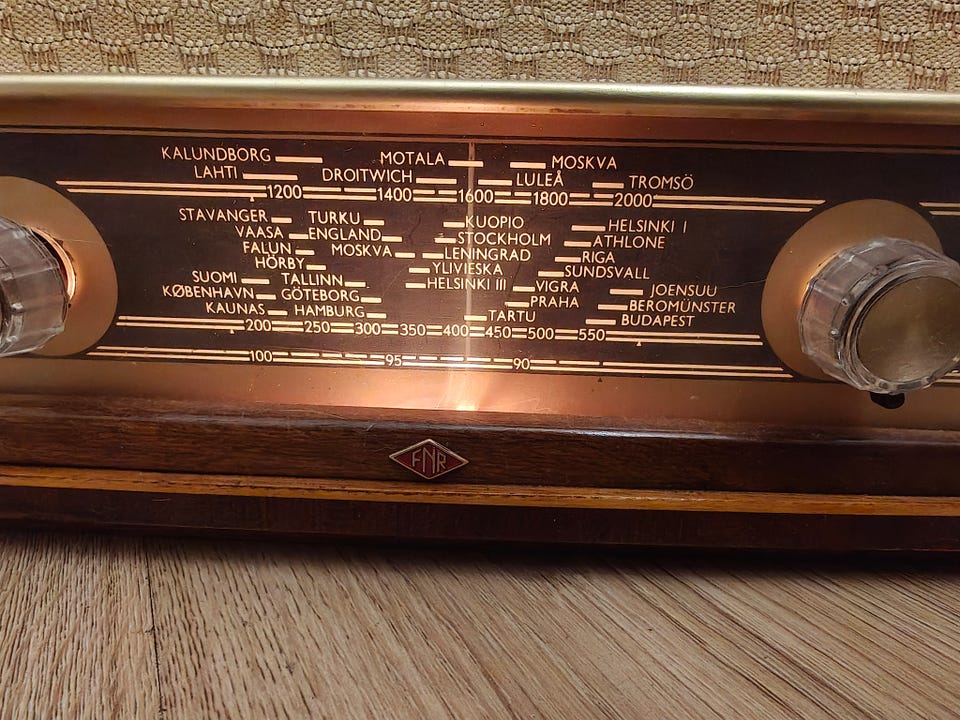 KALUNDBORG MOTALA MOSKVA
LAHTI DROITWICH LULEÅ TROMSÖ
1200 1400 1600 1800 2000
STAVANGER TURKU KUOPIO HELSINKI I
VAASA ENGLAND STOCKHOLM ATHLONE
FALUN MOSKVA LENINGRAD RIGA
HÖRBY YLIVIESKA SUNDSVALL
SUOMI TALLINN HELSINKI III VIGRA JOENSUU
KØBENHAVN GÖTEBORG PRAHA BEROMÜNSTER
KAUNAS HAMBURG TARTU BUDAPEST
200 250 300 350 400 450 500 550
100 95 90
FNR